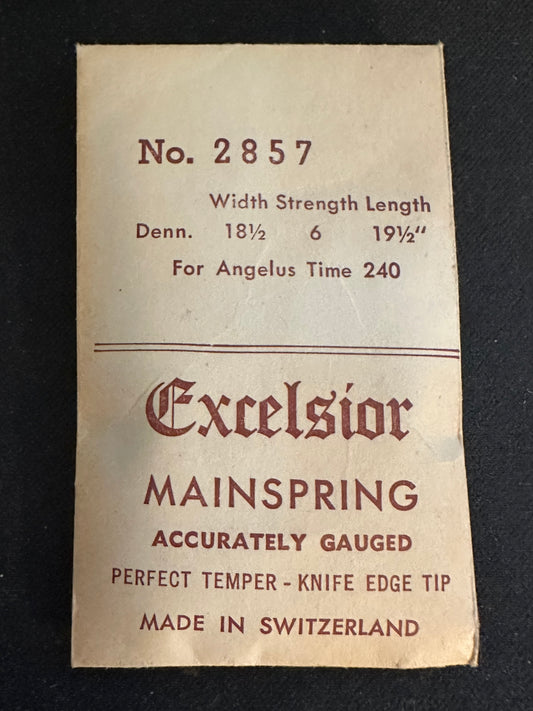 No. 2857
Width Strength Length
Denn. 18½ 6 19½"
For Angelus Time 240
Excelsior
MAINSPRING
ACCURATELY GAUGED
PERFECT TEMPER - KNIFE EDGE TIP
MADE IN SWITZERLAND